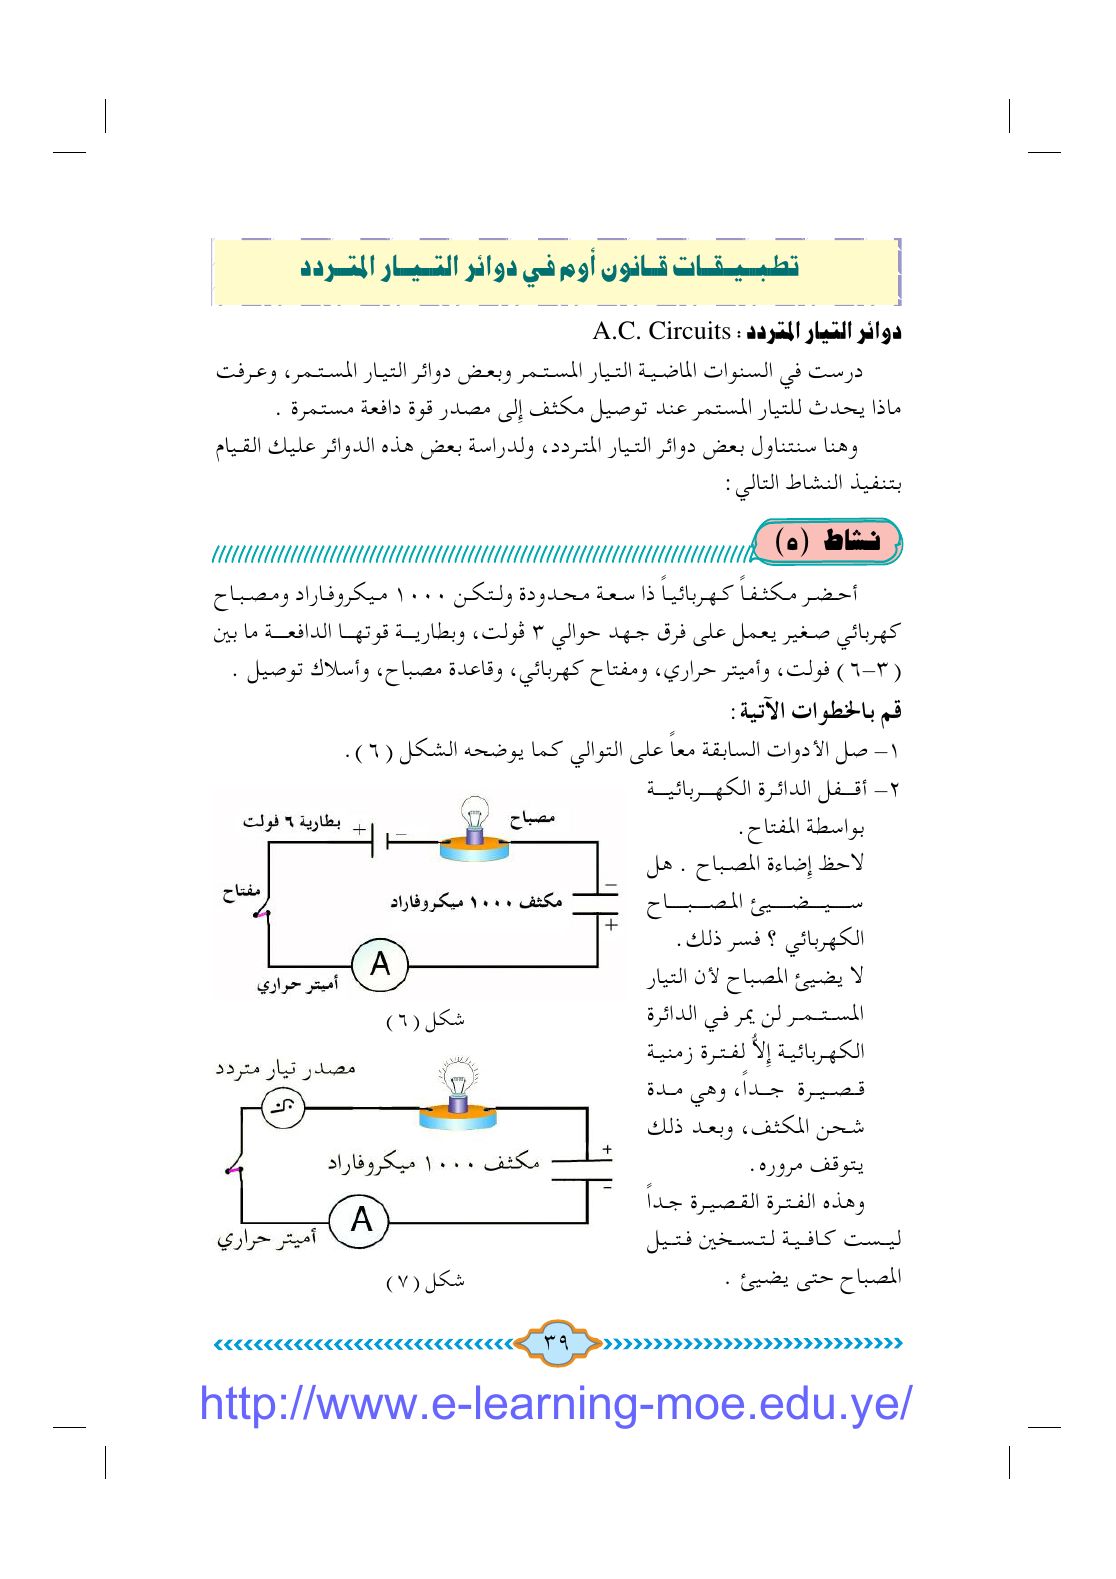 تطبيقات قانون أوم في دوائر التيار المتردد
دوائر التيار المتردد : A.C. Circuits
درست في السنوات الماضية التيار المستمر وبعض دوائر التيار المستمر، وعرفت
ماذا يحدث للتيار المستمر عند توصيل مكثف إلى مصدر قوة دافعة مستمرة .
وهنا سنتناول بعض دوائر التيار المتردد، ولدراسة بعض هذه الدوائر عليك القيام
بتنفيذ النشاط التالي:
نشاط (٥)
أحضر مكثفاً كهربائياً ذا سعة محدودة ولتكن ١٠٠٠ ميكروفاراد ومصباح
كهربائي صغير يعمل على فرق جهد حوالي ٣ ڤولت، وبطارية قوتها الدافعة ما بين
(٣-٦) فولت، وأميتر حراري، ومفتاح كهربائي، وقاعدة مصباح، وأسلاك توصيل .
قم بالخطوات الآتية:
١- صل الأدوات السابقة معاً على التوالي كما يوضحه الشكل (٦).
٢- أقفل الدائرة الكهربائية
بواسطة المفتاح.
لاحظ إضاءة المصباح . هل
سيضيئ المصباح
الكهربائي ؟ فسر ذلك.
لا يضيئ المصباح لأن التيار
المستمر لن يمر في الدائرة
الكهربائية إلاَّ لفترة زمنية
قصيرة جداً، وهي مدة
شحن المكثف، وبعد ذلك
يتوقف مروره.
وهذه الفترة القصيرة جداً
ليست كافية لتسخين فتيل
المصباح حتى يضيئ .
مصباح
بطارية ٦ فولت
+ −
مفتاح
مكثف ١٠٠٠ ميكروفاراد
−
+
A
أميتر حراري
شكل (٦)
مصدر تيار متردد
مكثف ١٠٠٠ ميكروفاراد
+
−
A
أميتر حراري
شكل (٧)
٣٩
http://www.e-learning-moe.edu.ye/